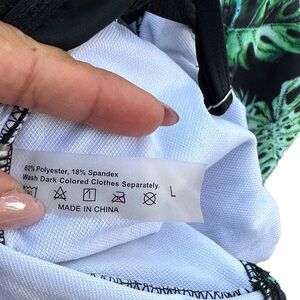 82% Polyester, 18% Spandex
Wash Dark Colored Clothes Separately.
L
MADE IN CHINA